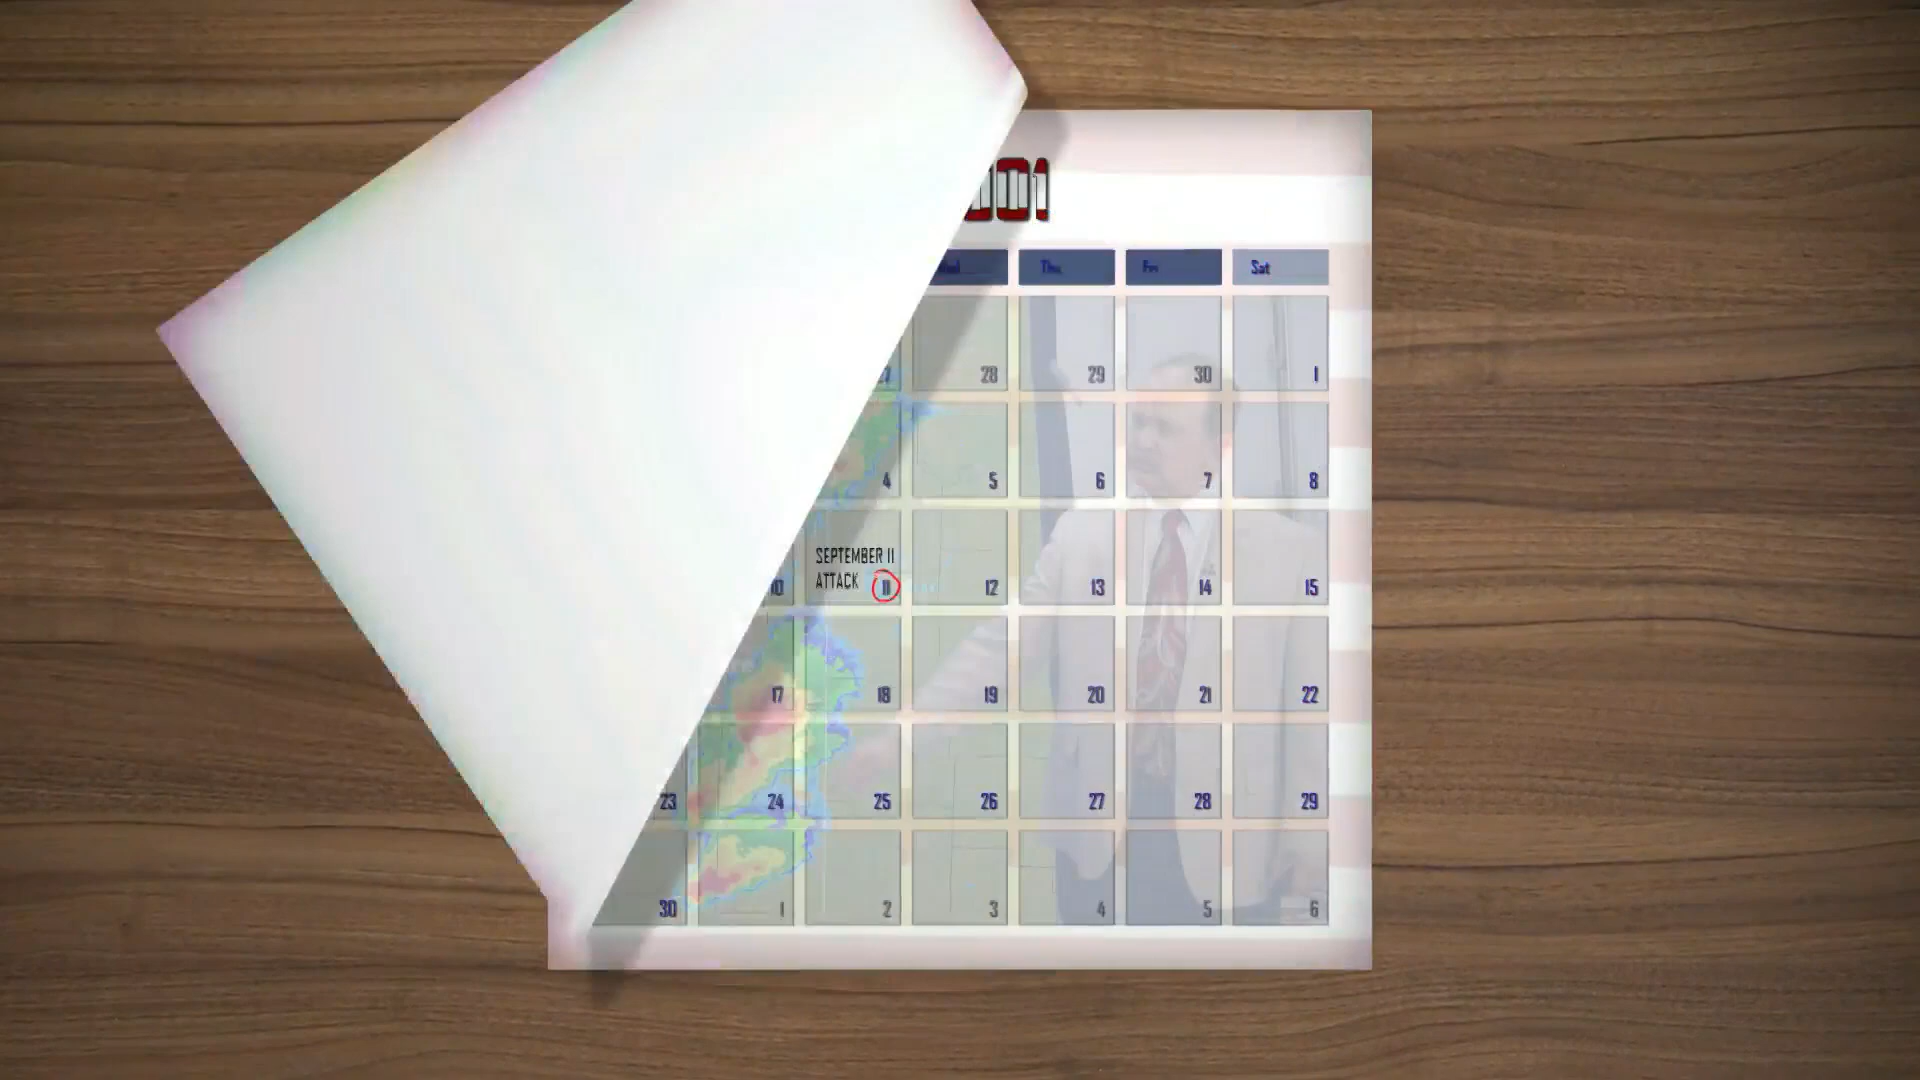 001
Wed Thu Fri Sat
27 28 29 30 1
4 5 6 7 8
SEPTEMBER 11
ATTACK
10 11 12 13 14 15
17 18 19 20 21 22
23 24 25 26 27 28 29
30 1 2 3 4 5 6